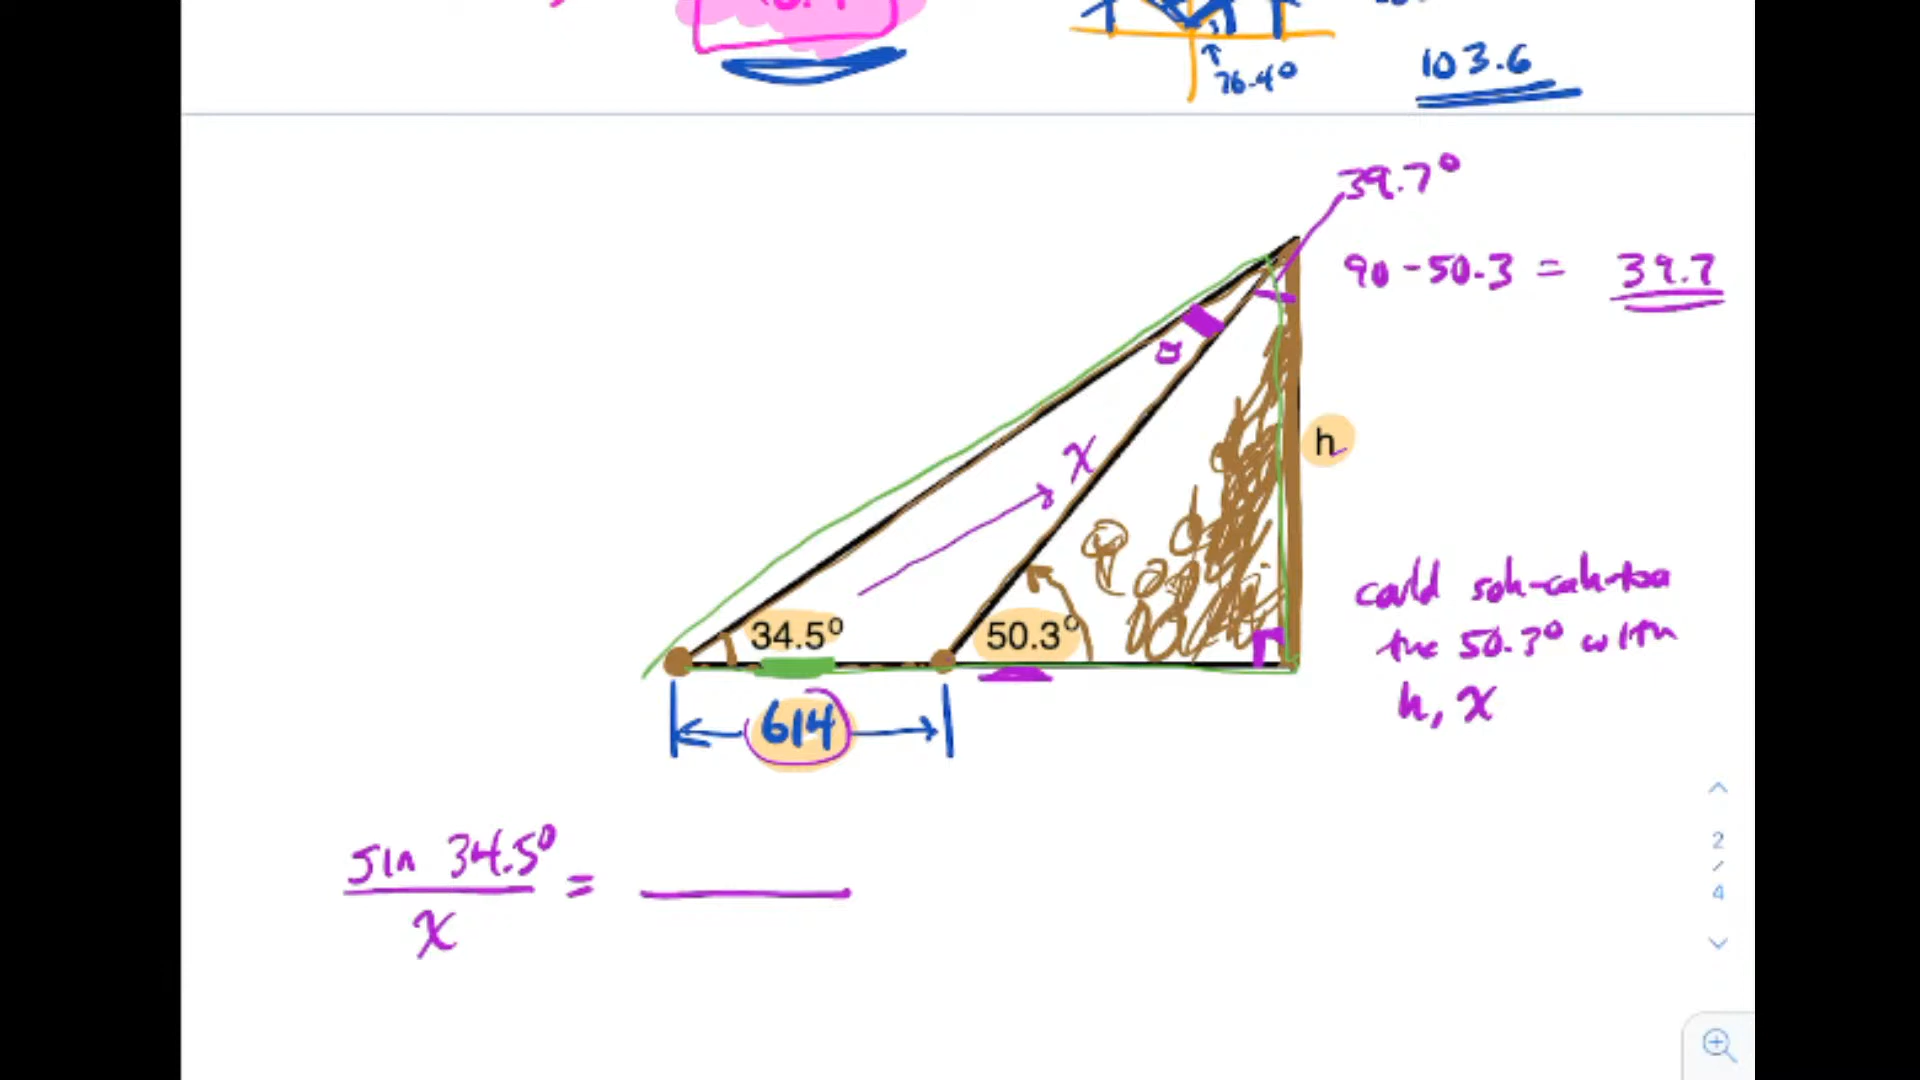 76.4°
103.6
39.7°
90 - 50.3 = 39.7
θ
x
h
34.5°
50.3°
could soh-cah-toa
the 50.3° with
h, x
614
sin 34.5° =
x
2
/
4